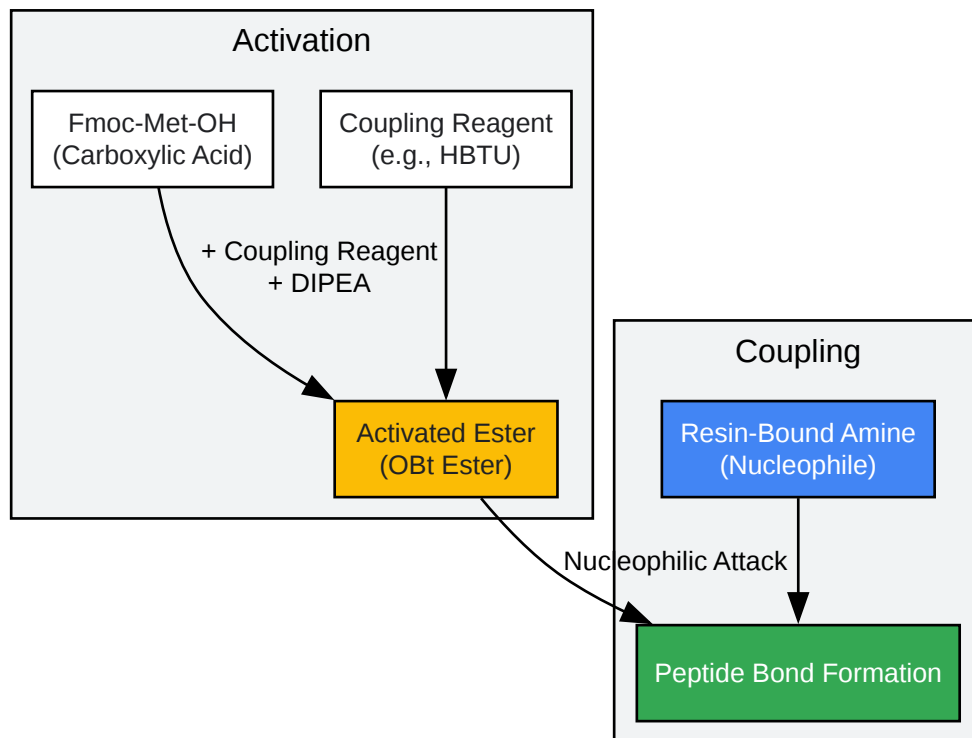 Activation
Fmoc-Met-OH
(Carboxylic Acid)
Coupling Reagent
(e.g., HBTU)
+ Coupling Reagent
+ DIPEA
Activated Ester
(OBt Ester)
Coupling
Resin-Bound Amine
(Nucleophile)
Nucleophilic Attack
Peptide Bond Formation